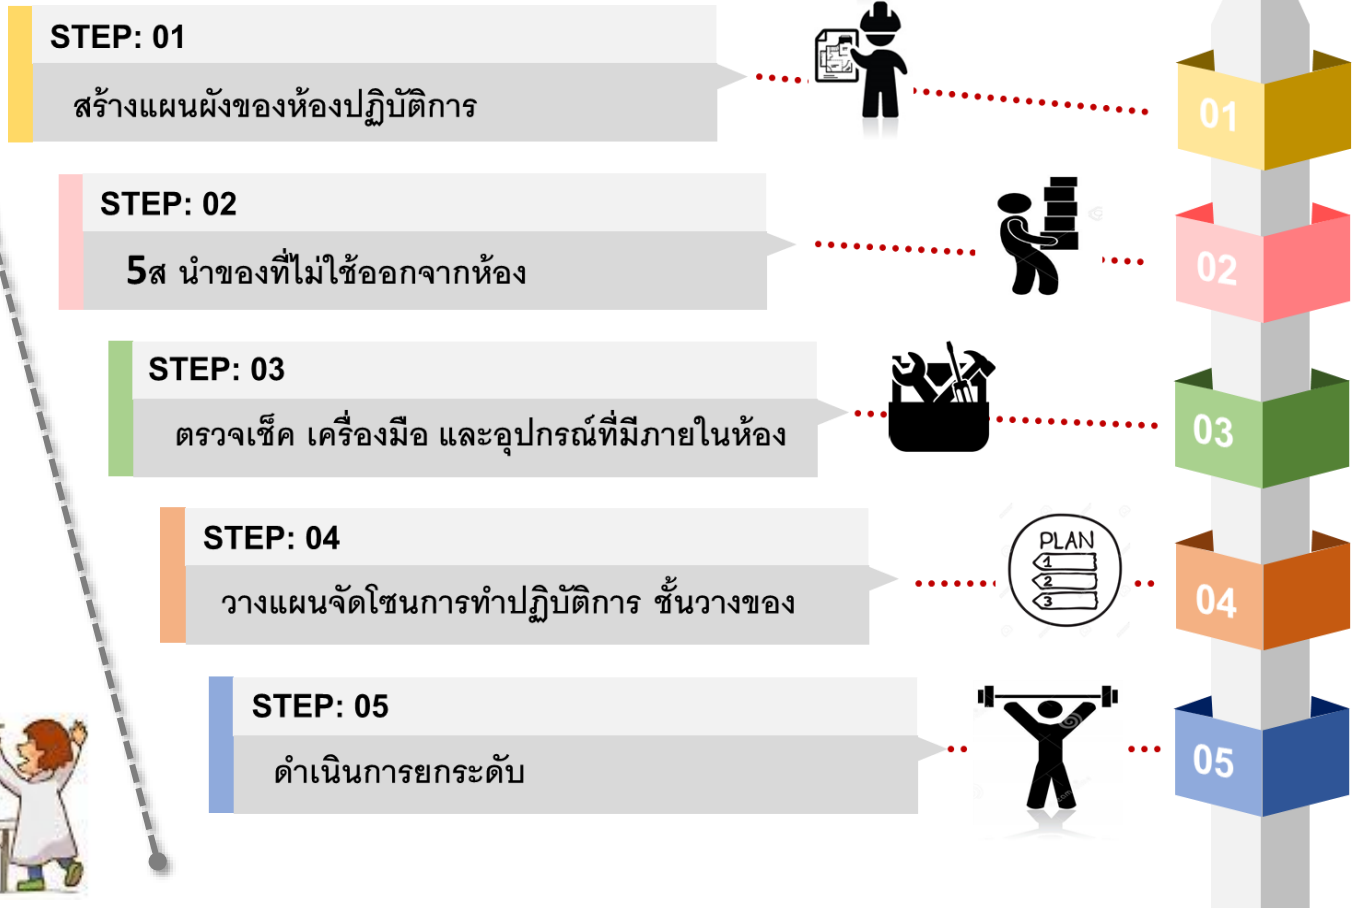 STEP: 01
สร้างแผนผังของห้องปฏิบัติการ
01
STEP: 02
5ส นำของที่ไม่ใช้ออกจากห้อง
02
STEP: 03
ตรวจเช็ค เครื่องมือ และอุปกรณ์ที่มีภายในห้อง
03
STEP: 04
วางแผนจัดโซนการทำปฏิบัติการ ชั้นวางของ
PLAN
1
2
3
04
STEP: 05
ดำเนินการยกระดับ
05